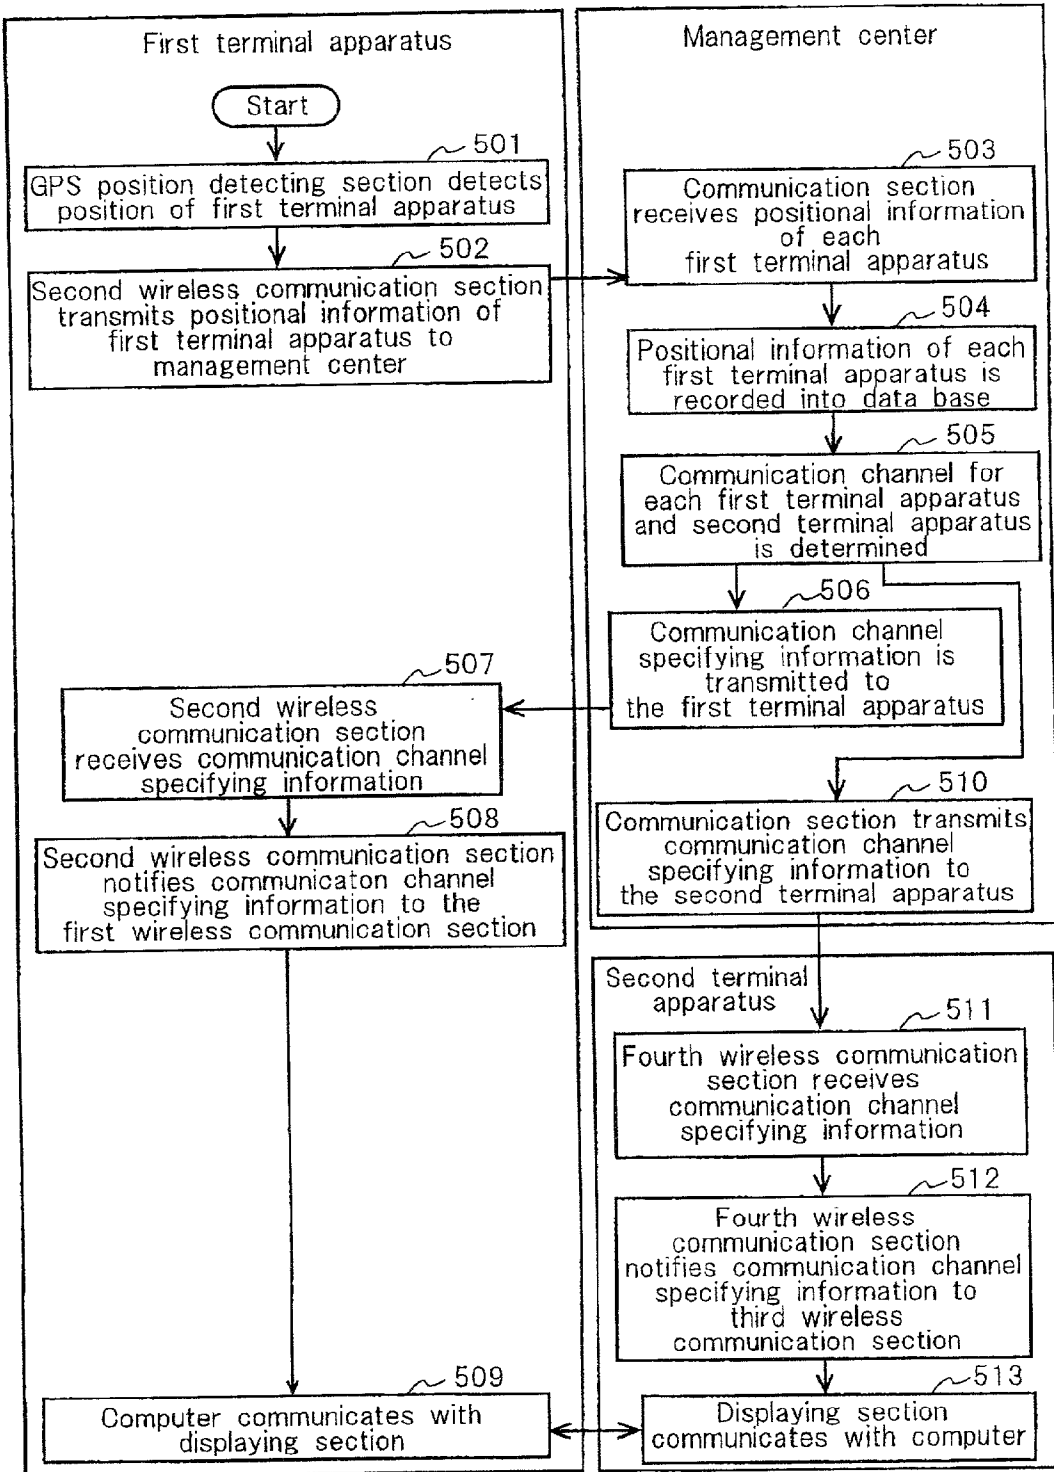 First terminal apparatus
Start
501
GPS position detecting section detects
position of first terminal apparatus
502
Second wireless communication section
transmits positional information of
first terminal apparatus to
management center
Management center
503
Communication section
receives positional information
of each
first terminal apparatus
504
Positional information of each
first terminal apparatus is
recorded into data base
505
Communication channel for
each first terminal apparatus
and second terminal apparatus
is determined
506
Communication channel
specifying information is
transmitted to
the first terminal apparatus
507
Second wireless
communication section
receives communication channel
specifying information
508
Second wireless communication section
notifies communicaton channel
specifying information to the
first wireless communication section
510
Communication section transmits
communication channel
specifying information to
the second terminal apparatus
Second terminal
apparatus
511
Fourth wireless communication
section receives
communication channel
specifying information
512
Fourth wireless
communication section
notifies communication channel
specifying information to
third wireless
communication section
509
Computer communicates with
displaying section
513
Displaying section
communicates with computer